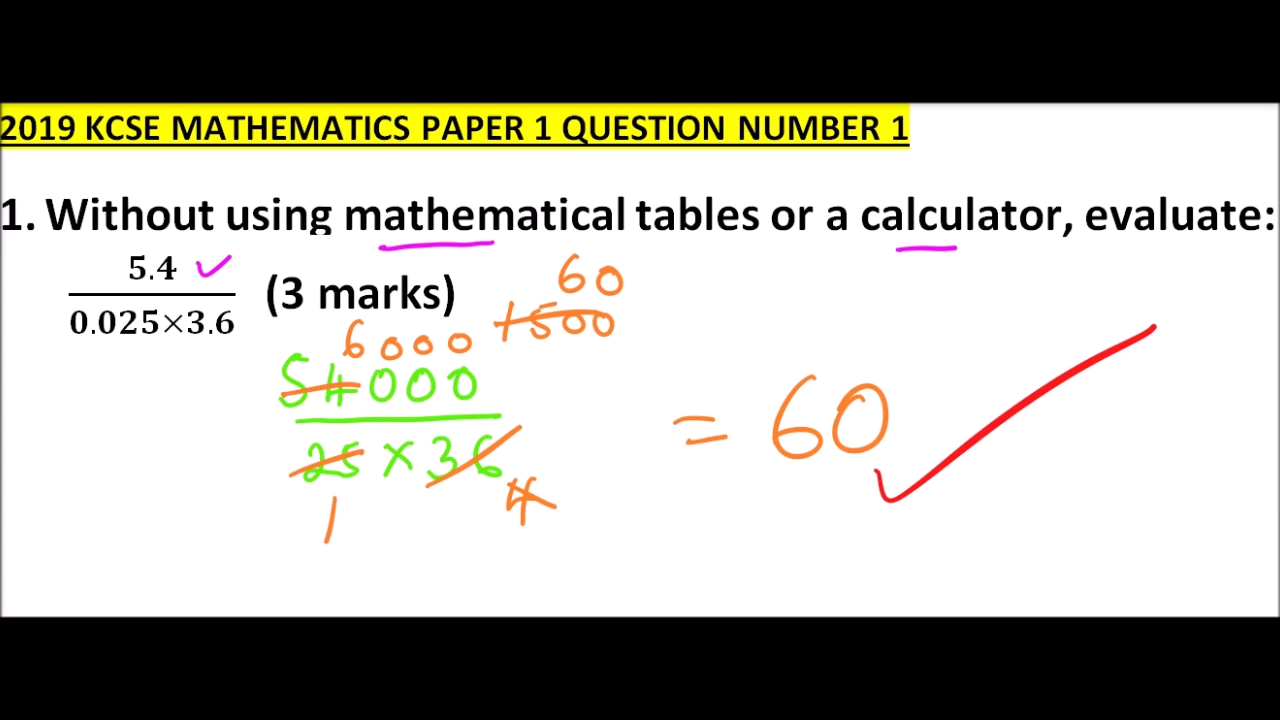 2019 KCSE MATHEMATICS PAPER 1 QUESTION NUMBER 1
1. Without using mathematical tables or a calculator, evaluate:
5.4
0.025×3.6
(3 marks)
60
1500
6000
54000
25 × 36
1
4
= 60